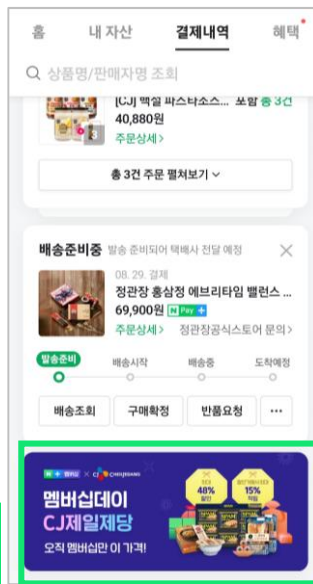 홈 내 자산 결제내역 혜택
상품명/판매자명 조회
[CJ] 백설 파스타소스... 포함 총 3건
40,880원
주문상세>
총 3건 주문 펼쳐보기
배송준비중 발송 준비되어 택배사 전달 예정
08. 29. 결제
정관장 홍삼정 에브리타임 밸런스 ...
69,900원 N Pay +
주문상세> 정관장공식스토어 문의>
발송준비 배송시작 배송중 도착예정
배송조회 구매확정 반품요청 ...
N + 멤버십 × CJ CHEILJEDANG
멤버십데이
CJ제일제당
오직 멤버십만 이 가격!
48%
할인
15%
적립